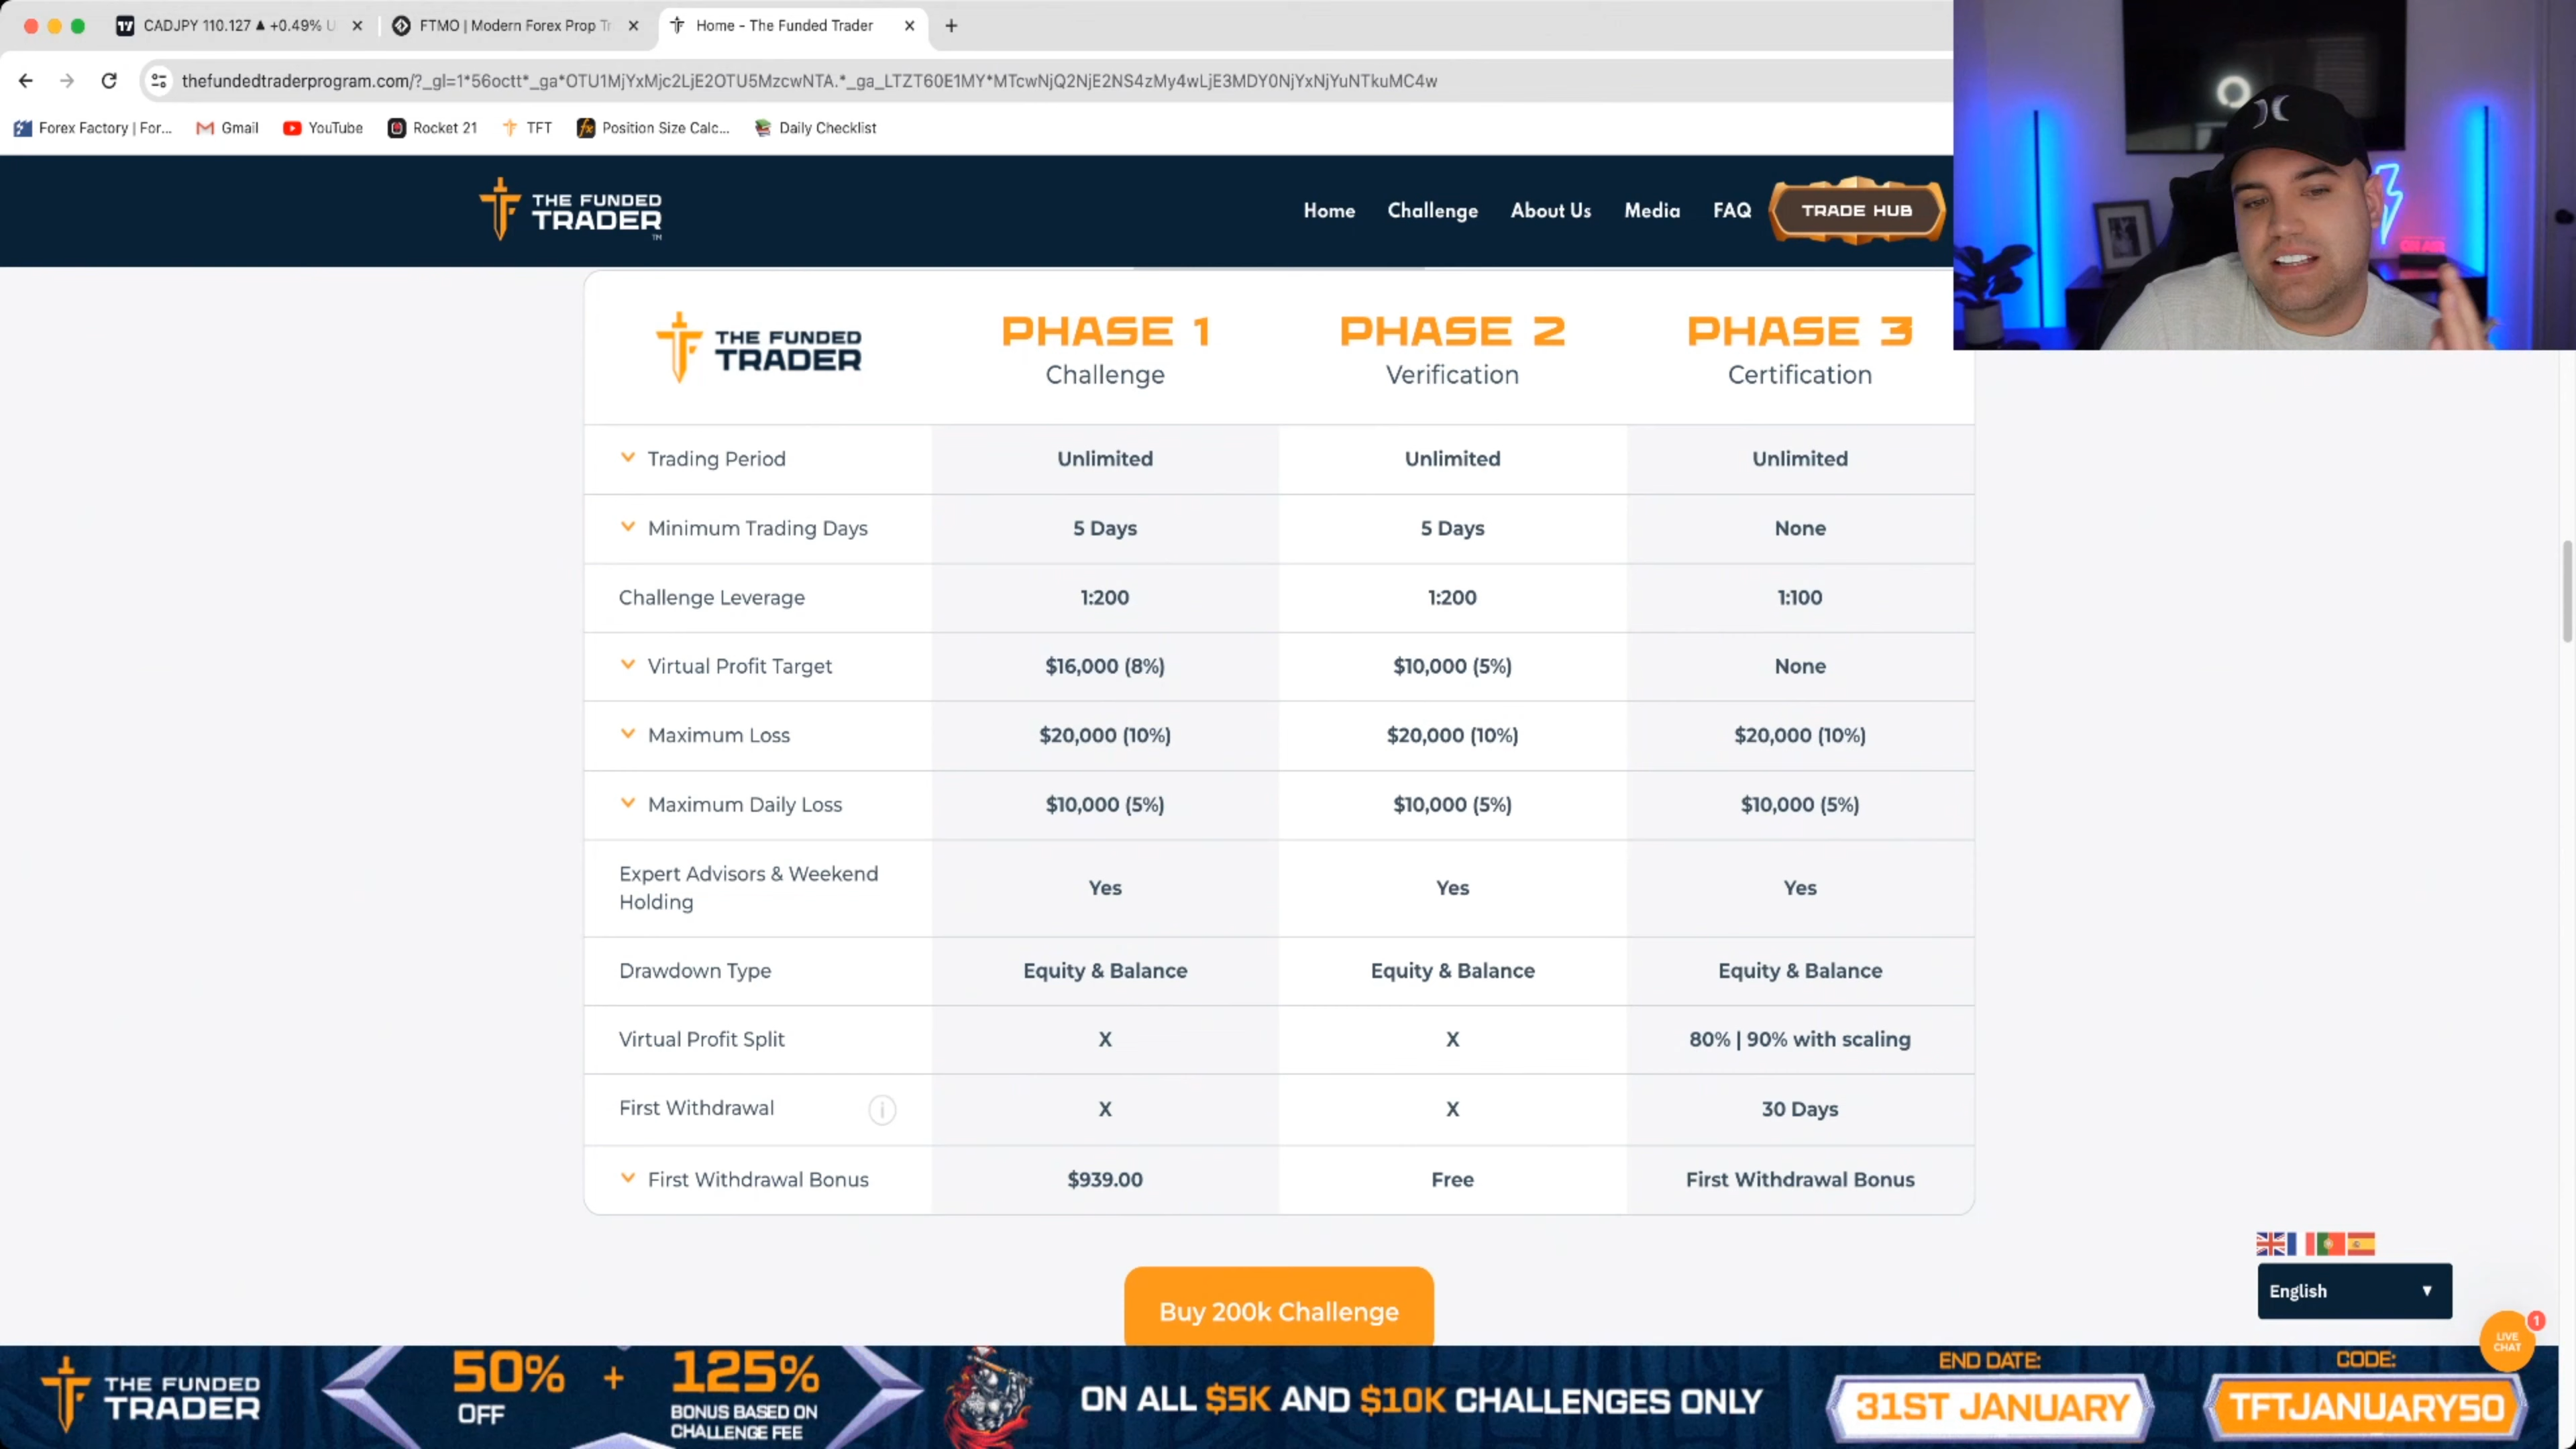 CADJPY 110.127 ▲ +0.49% U
FTMO | Modern Forex Prop Tr
Home - The Funded Trader
thefundedtraderprogram.com/?_gl=1*56octt*_ga*OTU1MjYxMjc2LjE2OTU5MzcwNTA.*_ga_LTZT60E1MY*MTcwNjQ2NjE2NS4zMy4wLjE3MDY0NjYxNjYuNTkuMC4w
Forex Factory | For... Gmail YouTube Rocket 21 TFT Position Size Calc... Daily Checklist
THE FUNDED
TRADER
TM
Home Challenge About Us Media FAQ TRADE HUB
ON AIR
THE FUNDED
TRADER
PHASE 1 PHASE 2 PHASE 3
Challenge Verification Certification
Trading Period Unlimited Unlimited Unlimited
Minimum Trading Days 5 Days 5 Days None
Challenge Leverage 1:200 1:200 1:100
Virtual Profit Target $16,000 (8%) $10,000 (5%) None
Maximum Loss $20,000 (10%) $20,000 (10%) $20,000 (10%)
Maximum Daily Loss $10,000 (5%) $10,000 (5%) $10,000 (5%)
Expert Advisors & Weekend
Holding Yes Yes Yes
Drawdown Type Equity & Balance Equity & Balance Equity & Balance
Virtual Profit Split X X 80% | 90% with scaling
First Withdrawal i X X 30 Days
First Withdrawal Bonus $939.00 Free First Withdrawal Bonus
Buy 200k Challenge
English
1
LIVE
CHAT
THE FUNDED
TRADER
50%
OFF
+
125%
BONUS BASED ON
CHALLENGE FEE
ON ALL $5K AND $10K CHALLENGES ONLY
END DATE:
31ST JANUARY
CODE:
TFTJANUARY50